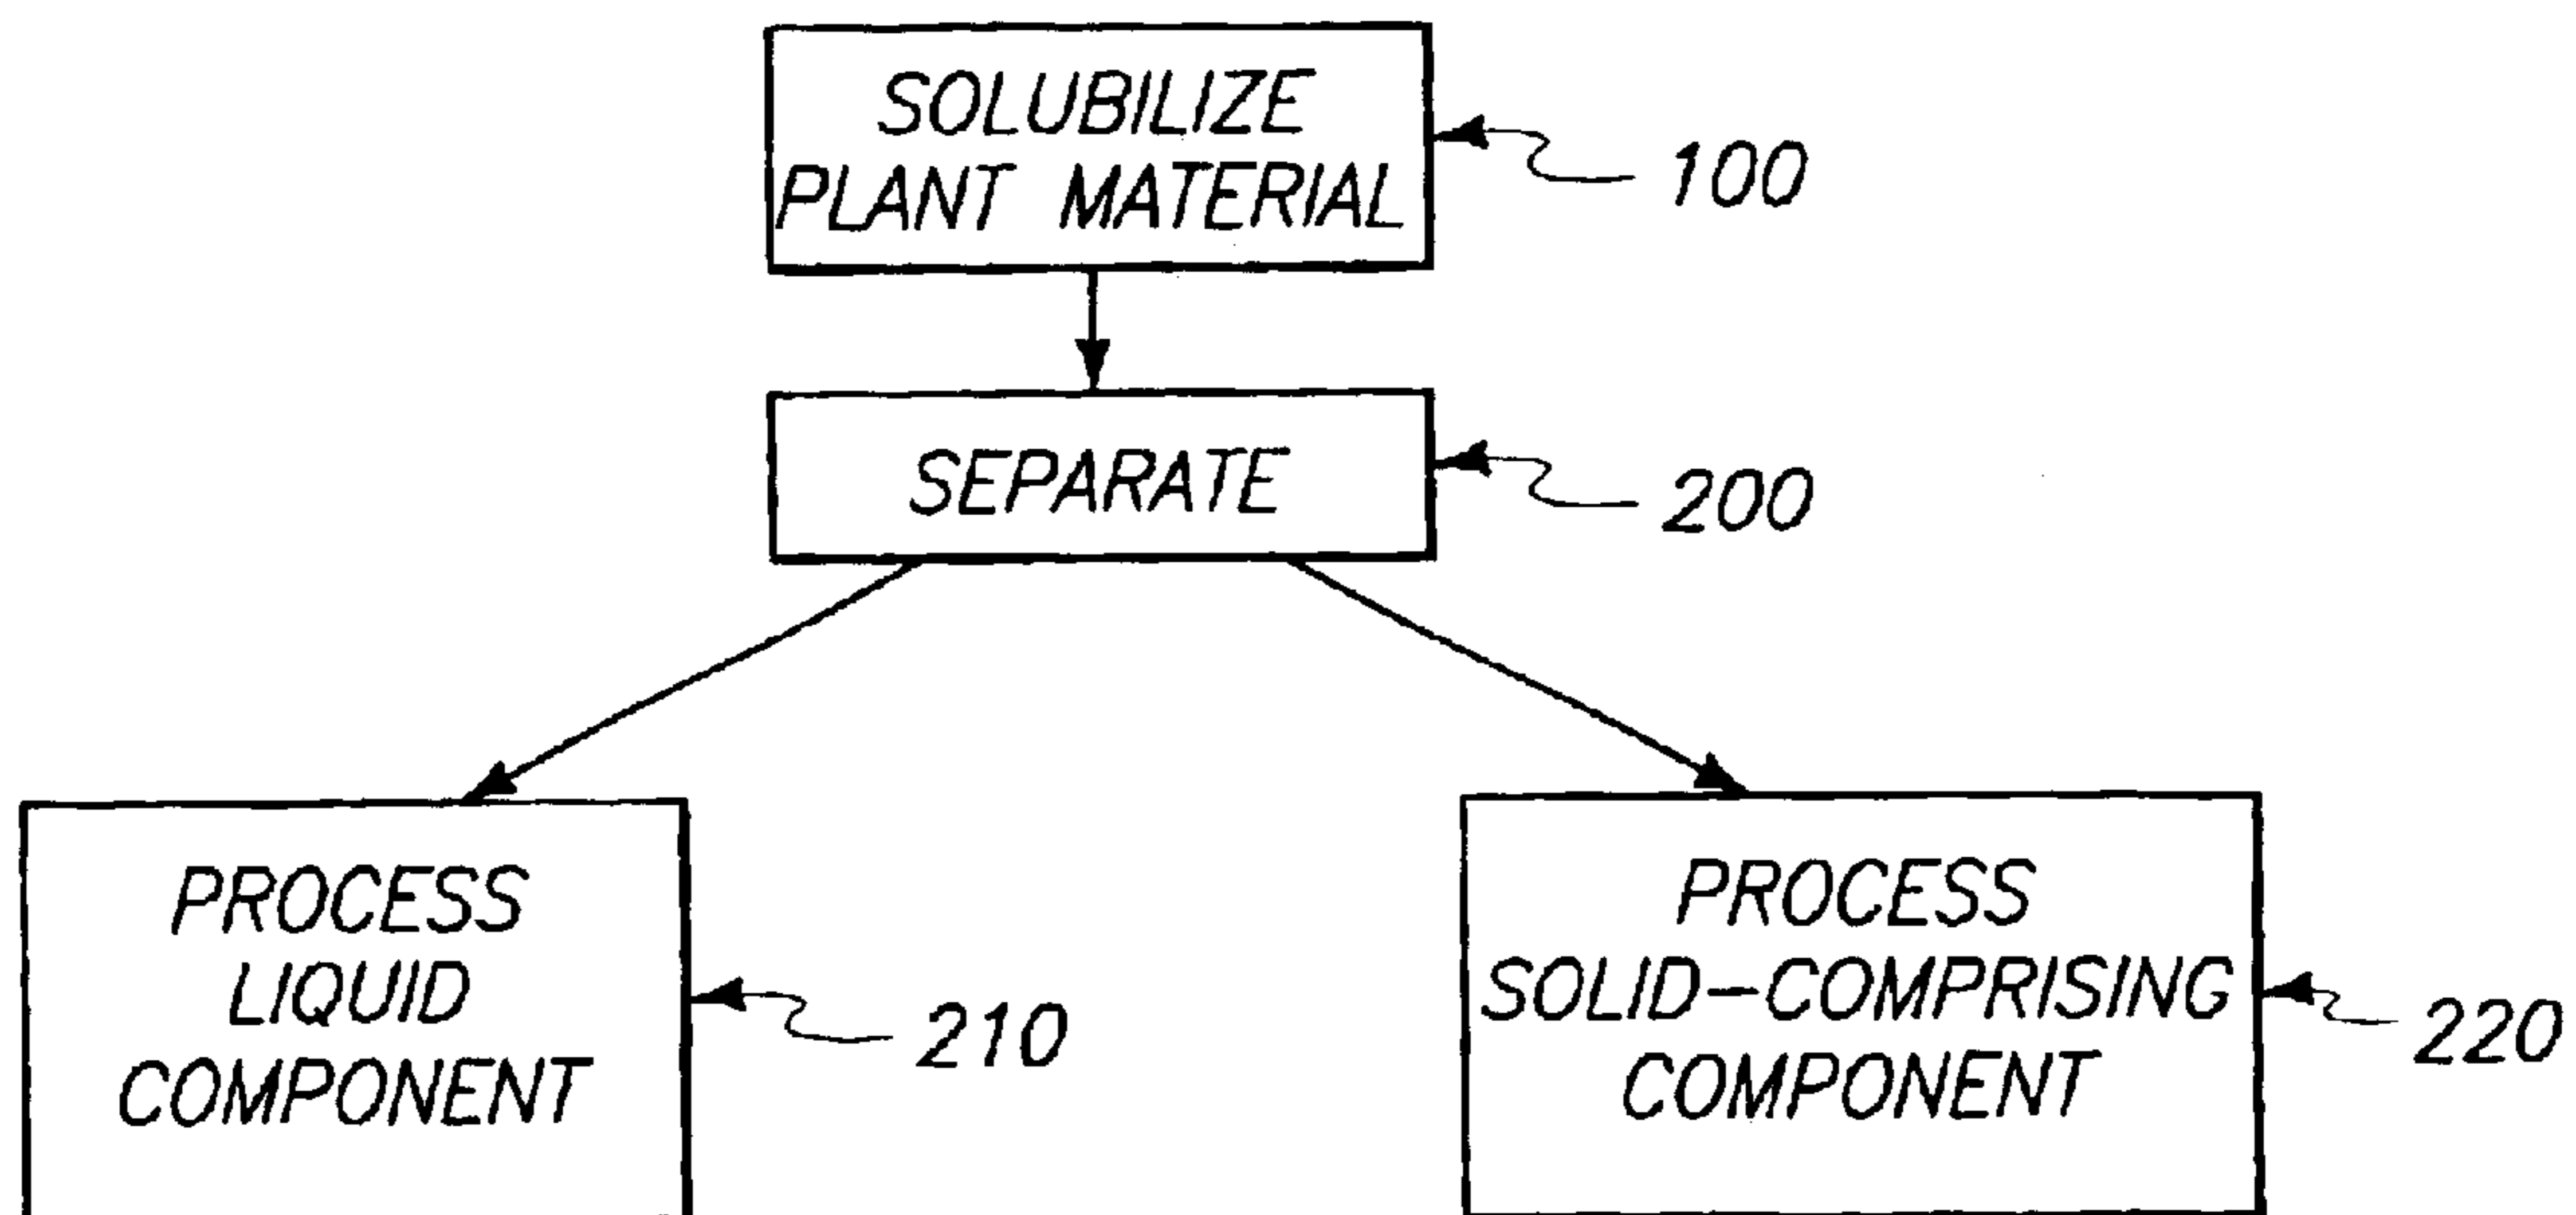 SOLUBILIZE
PLANT MATERIAL
100
SEPARATE
200
PROCESS
LIQUID
COMPONENT
210
PROCESS
SOLID-COMPRISING
COMPONENT
220